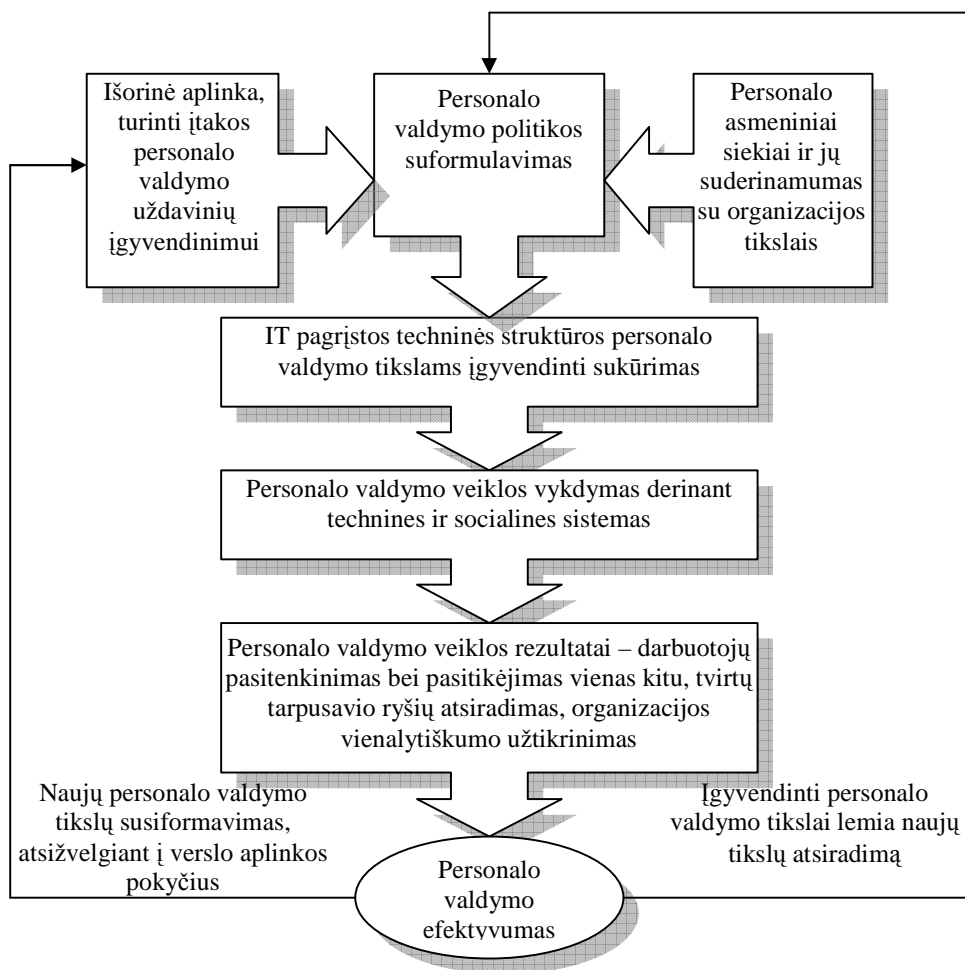 Išorinė aplinka,
turinti įtakos
personalo
valdymo
uždavinių
įgyvendinimui
Personalo
valdymo politikos
suformulavimas
Personalo
asmeniniai
siekiai ir jų
suderinamumas
su organizacijos
tikslais
IT pagrįstos techninės struktūros personalo
valdymo tikslams įgyvendinti sukūrimas
Personalo valdymo veiklos vykdymas derinant
technines ir socialines sistemas
Personalo valdymo veiklos rezultatai – darbuotojų
pasitenkinimas bei pasitikėjimas vienas kitu, tvirtų
tarpusavio ryšių atsiradimas, organizacijos
vienalytiškumo užtikrinimas
Naujų personalo valdymo
tikslų susiformavimas,
atsižvelgiant į verslo aplinkos
pokyčius
Įgyvendinti personalo
valdymo tikslai lemia naujų
tikslų atsiradimą
Personalo
valdymo
efektyvumas